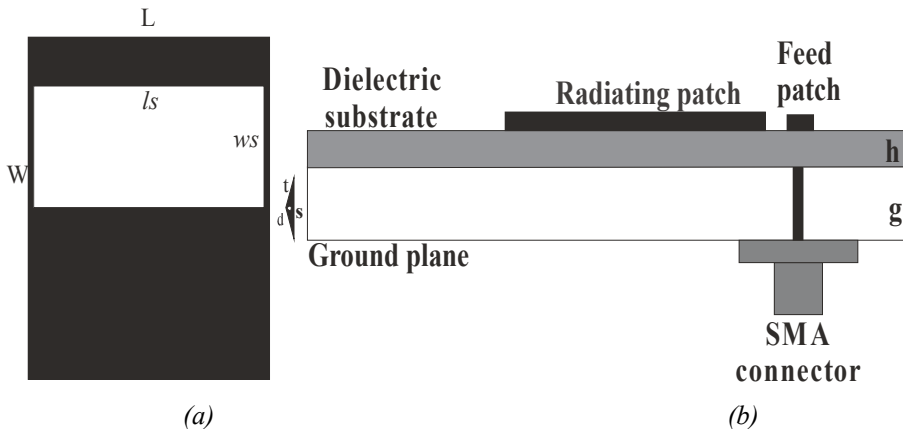 L
ls
ws
W
t
d
s
(a)
Feed
patch
Dielectric
substrate
Radiating patch
h
g
Ground plane
SMA
connector
(b)